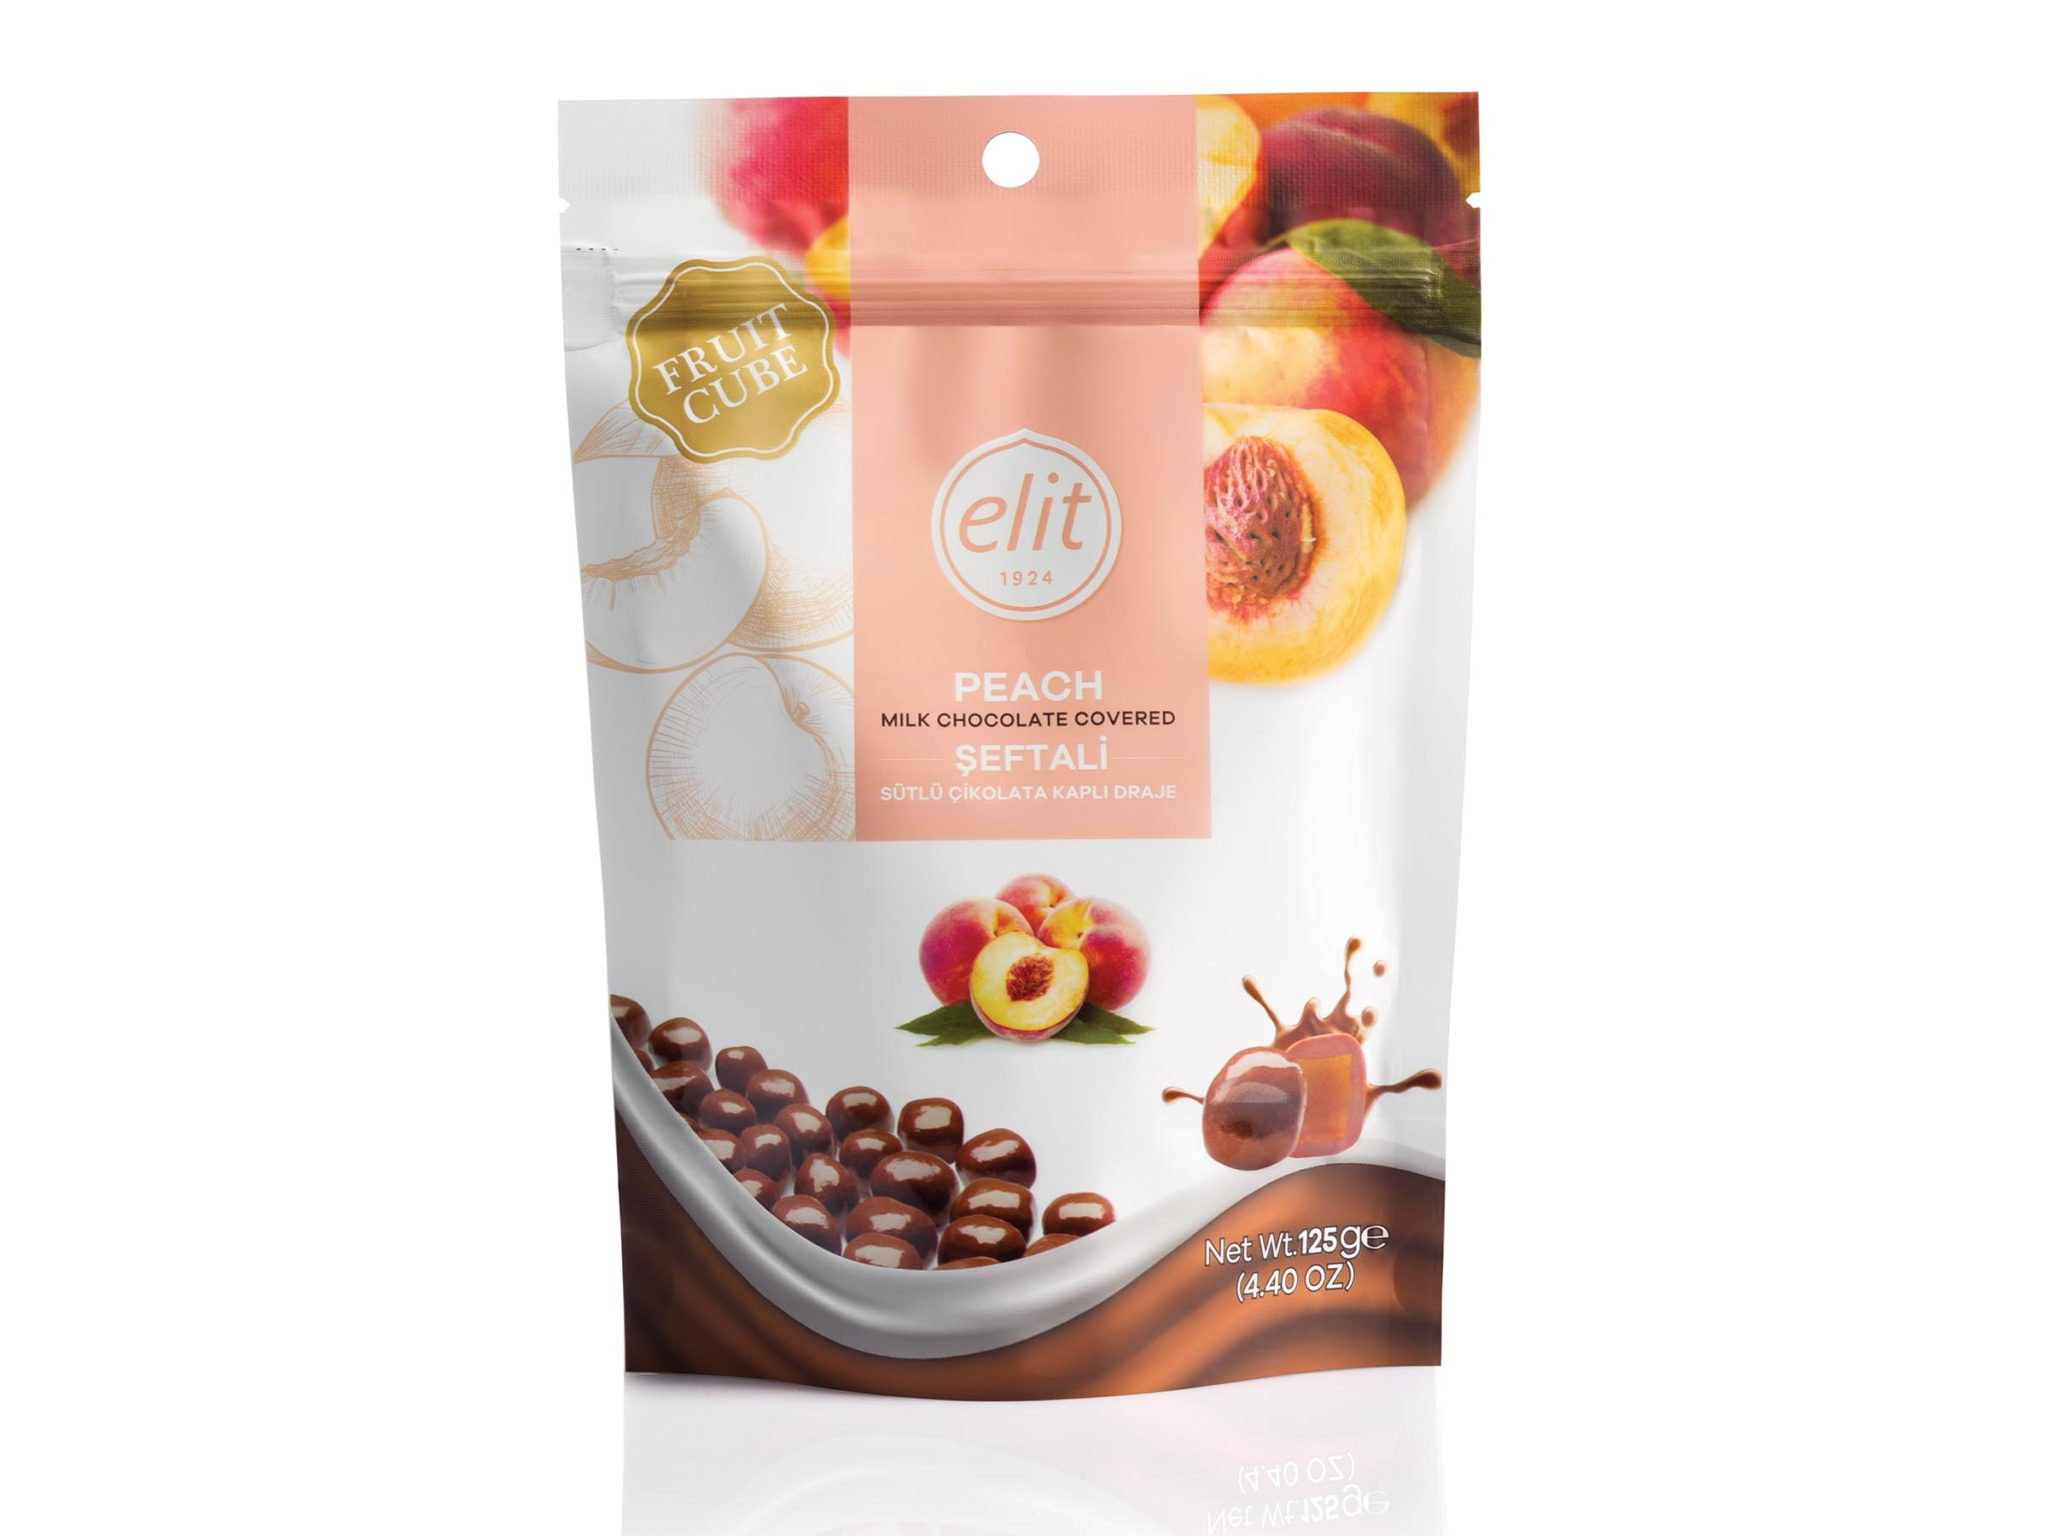 FRUIT
CUBE
elit
1924
PEACH
MILK CHOCOLATE COVERED
ŞEFTALİ
SÜTLÜ ÇİKOLATA KAPLI DRAJE
Net Wt.125g℮
(4.40 OZ)